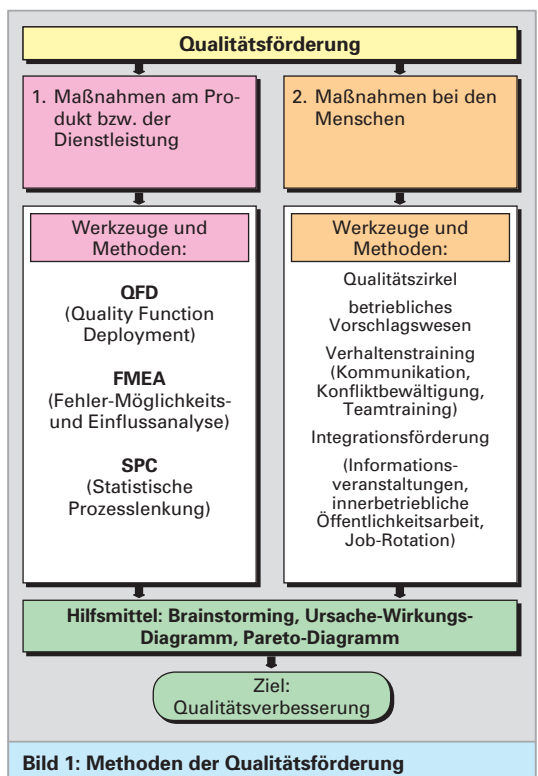 Qualitätsförderung
1. Maßnahmen am Pro-
dukt bzw. der
Dienstleistung
2. Maßnahmen bei den
Menschen
Werkzeuge und
Methoden:
QFD
(Quality Function
Deployment)
FMEA
(Fehler-Möglichkeits-
und Einflussanalyse)
SPC
(Statistische
Prozesslenkung)
Werkzeuge und
Methoden:
Qualitätszirkel
betriebliches
Vorschlagswesen
Verhaltenstraining
(Kommunikation,
Konfliktbewältigung,
Teamtraining)
Integrationsförderung
(Informations-
veranstaltungen,
innerbetriebliche
Öffentlichkeitsarbeit,
Job-Rotation)
Hilfsmittel: Brainstorming, Ursache-Wirkungs-
Diagramm, Pareto-Diagramm
Ziel:
Qualitätsverbesserung
Bild 1: Methoden der Qualitätsförderung